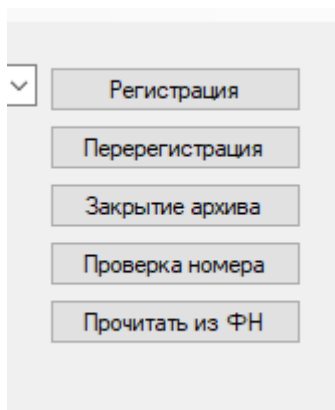 Регистрация
Перерегистрация
Закрытие архива
Проверка номера
Прочитать из ФН